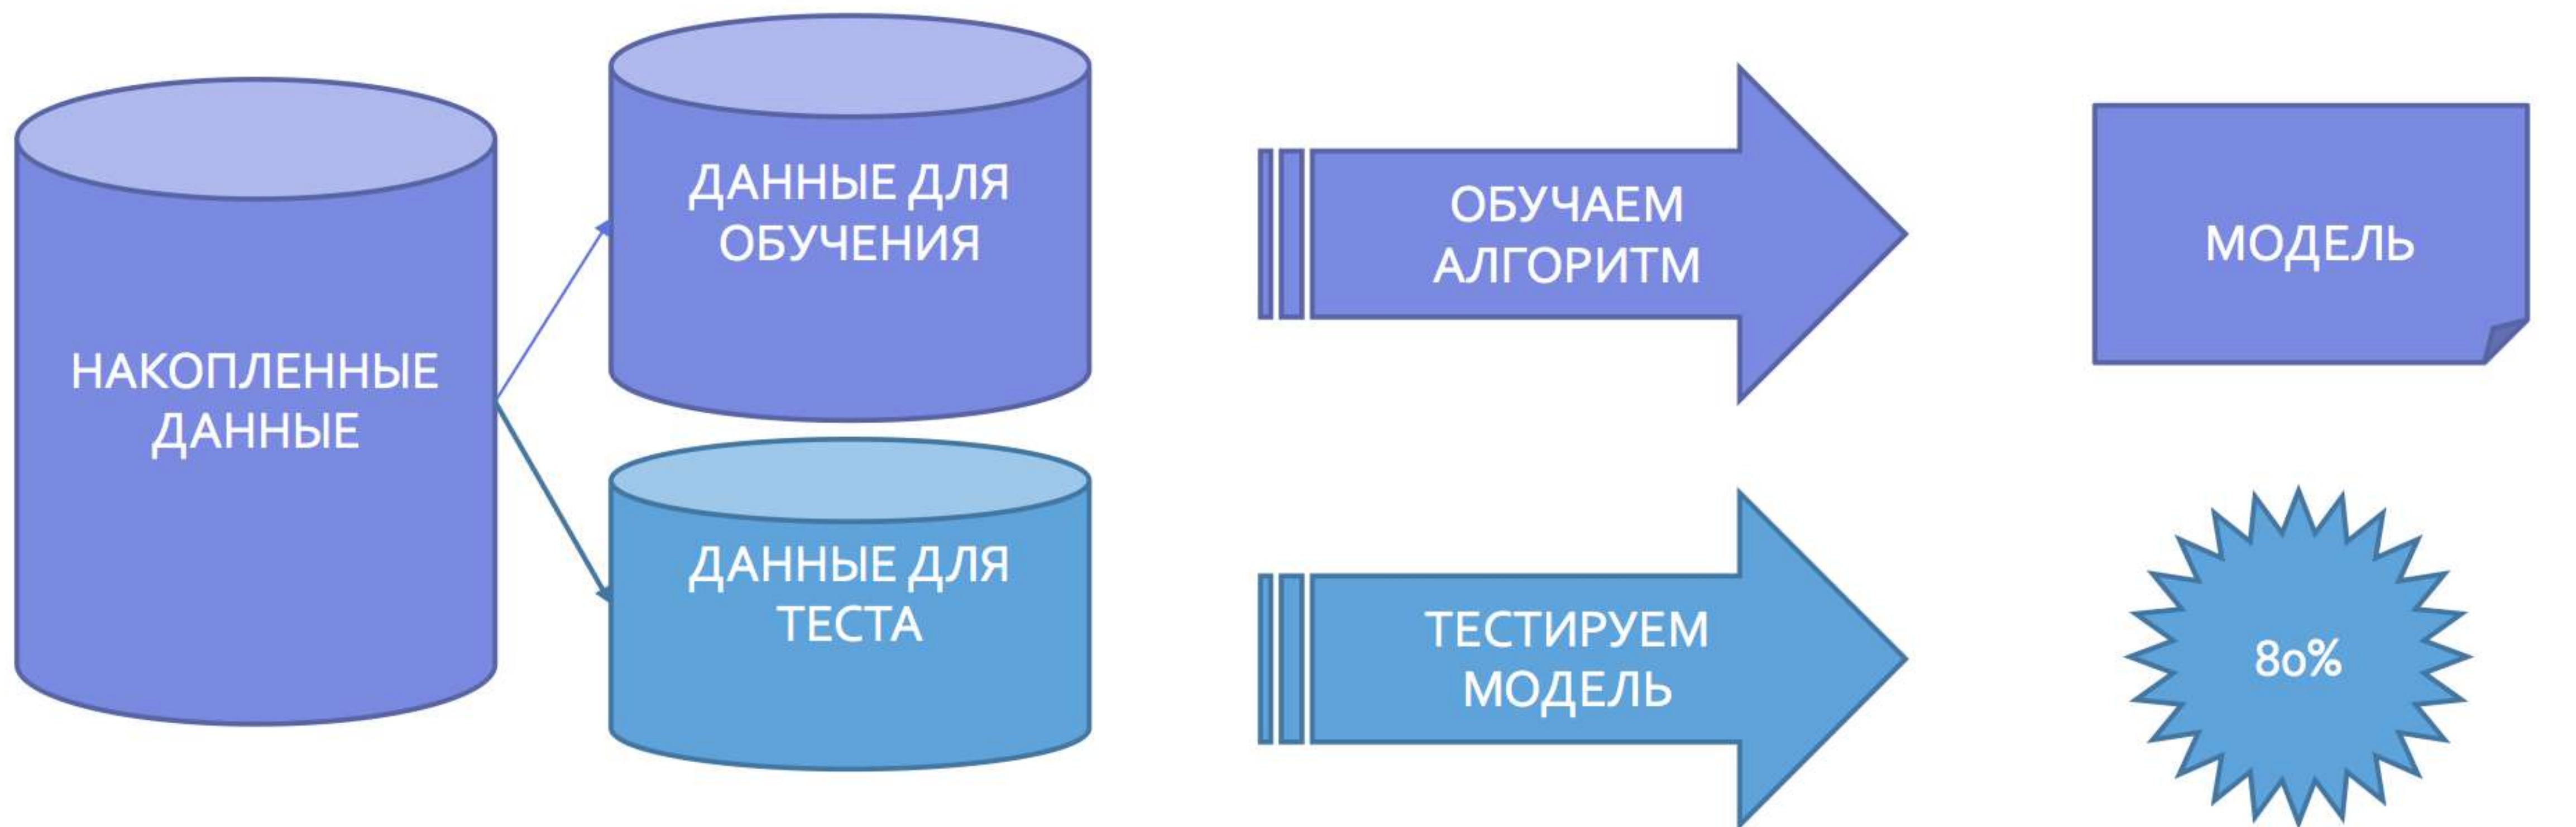 НАКОПЛЕННЫЕ
ДАННЫЕ
ДАННЫЕ ДЛЯ
ОБУЧЕНИЯ
ОБУЧАЕМ
АЛГОРИТМ
МОДЕЛЬ
ДАННЫЕ ДЛЯ
ТЕСТА
ТЕСТИРУЕМ
МОДЕЛЬ
80%